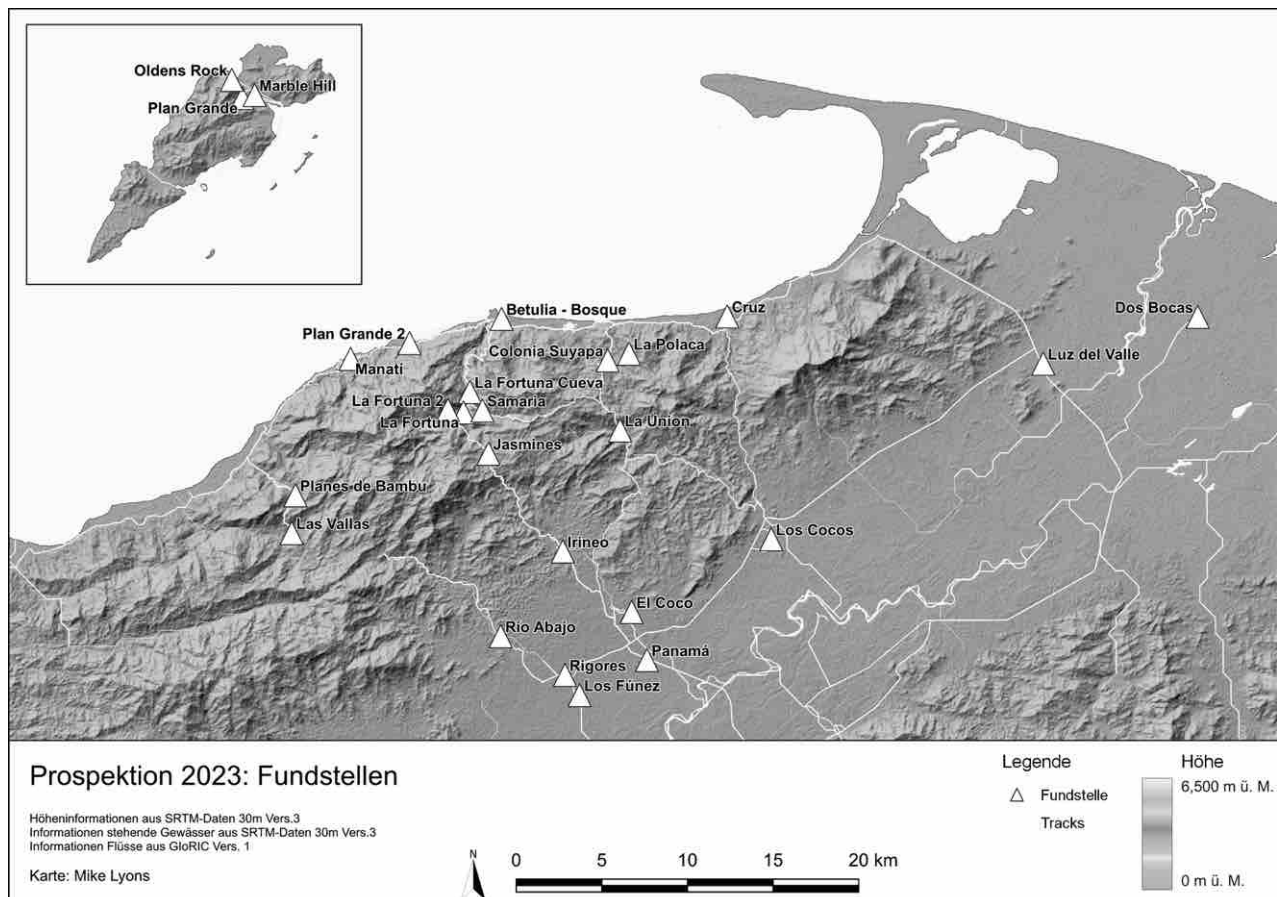 Oldens Rock
Marble Hill
Plan Grande
Betulia - Bosque
Cruz
Dos Bocas
Plan Grande 2
Manati
Colonia Suyapa
La Polaca
Luz del Valle
La Fortuna Cueva
La Fortuna 2
Samaria
La Fortuna
La Unìon
Jasmines
Planes de Bambu
Las Vallas
Los Cocos
Irineo
El Coco
Rio Abajo
Panamá
Rigores
Los Fúnez
Prospektion 2023: Fundstellen
Höheninformationen aus SRTM-Daten 30m Vers.3
Informationen stehende Gewässer aus SRTM-Daten 30m Vers.3
Informationen Flüsse aus GloRIC Vers. 1
Karte: Mike Lyons
N
0 5 10 15 20 km
Legende
Fundstelle
Tracks
Höhe
6,500 m ü. M.
0 m ü. M.